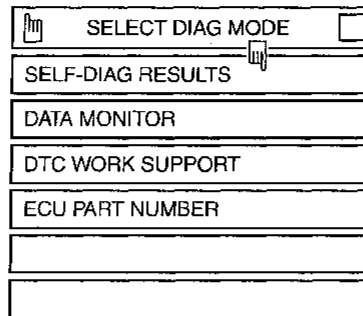 SELECT DIAG MODE
SELF-DIAG RESULTS
DATA MONITOR
DTC WORK SUPPORT
ECU PART NUMBER